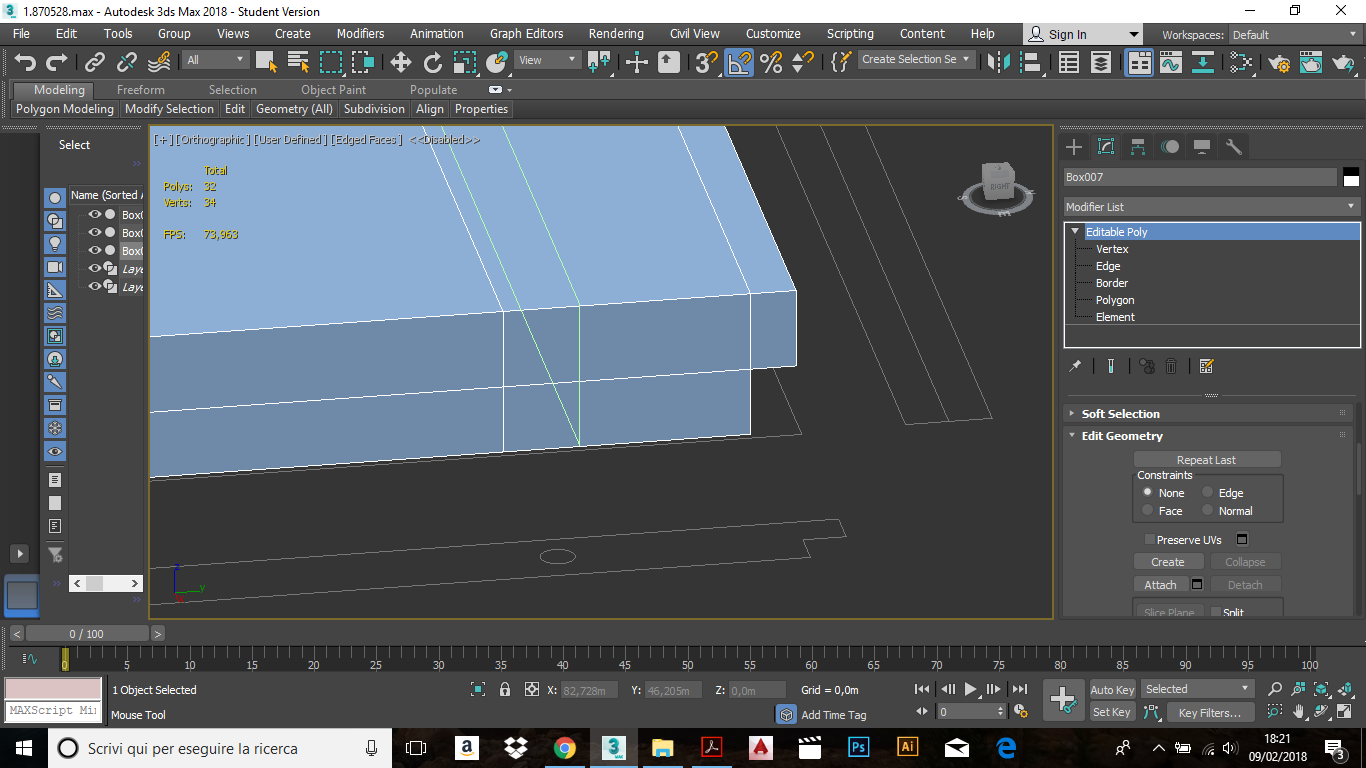 1.870528.max - Autodesk 3ds Max 2018 - Student Version
File Edit Tools Group Views Create Modifiers Animation Graph Editors Rendering Civil View Customize Scripting Content Help Sign In Workspaces: Default
All View 3 Create Selection Se
Modeling Freeform Selection Object Paint Populate
Polygon Modeling Modify Selection Edit Geometry (All) Subdivision Align Properties
Select
Name (Sorted A
Box0
Box0
Box0
Laye
Laye
[+] [Orthographic] [User Defined] [Edged Faces] <<Disabled>>
Total
Polys: 32
Verts: 34
FPS: 73,963
RIGHT
Z
Y
Box007
Modifier List
Editable Poly
Vertex
Edge
Border
Polygon
Element
Soft Selection
Edit Geometry
Repeat Last
Constraints
None Edge
Face Normal
Preserve UVs
Create Collapse
Attach Detach
Slice Plane Split
< 0 / 100 >
0 5 10 15 20 25 30 35 40 45 50 55 60 65 70 75 80 85 90 95 100
1 Object Selected X: 82,728m Y: 46,205m Z: 0,0m Grid = 0,0m Auto Key Selected
MAXScript Mi
Mouse Tool Add Time Tag 0 Set Key Key Filters...
Scrivi qui per eseguire la ricerca
a
3
MAX
Ps
Ai
18:21
09/02/2018
3